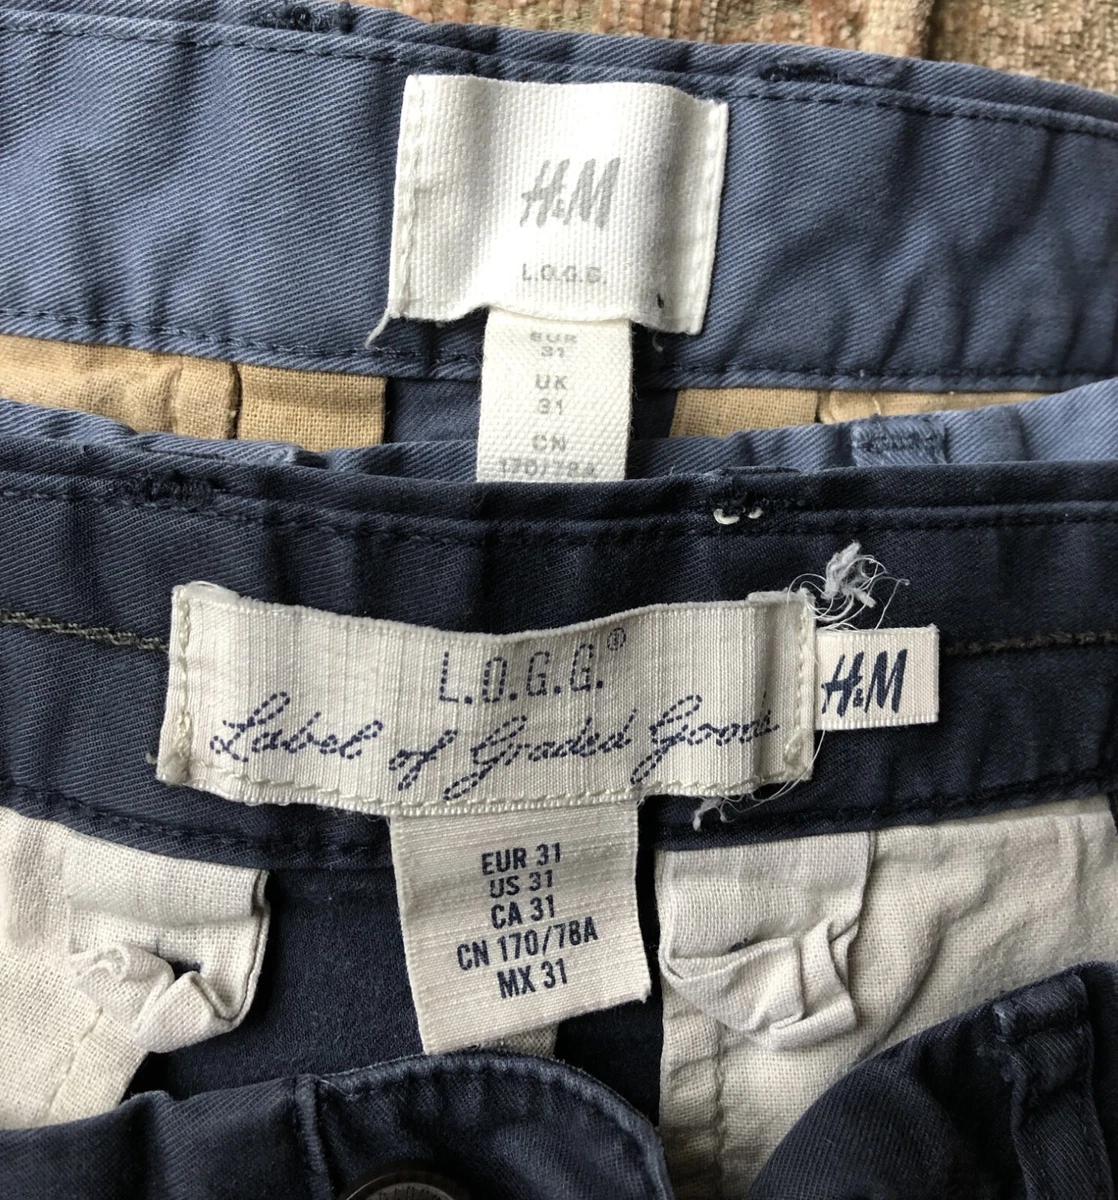 H&M
L.O.G.G.
EUR
31
UK
31
CN
170/78A
L.O.G.G.®
Label of Graded Goods
H&M
EUR 31
US 31
CA 31
CN 170/78A
MX 31